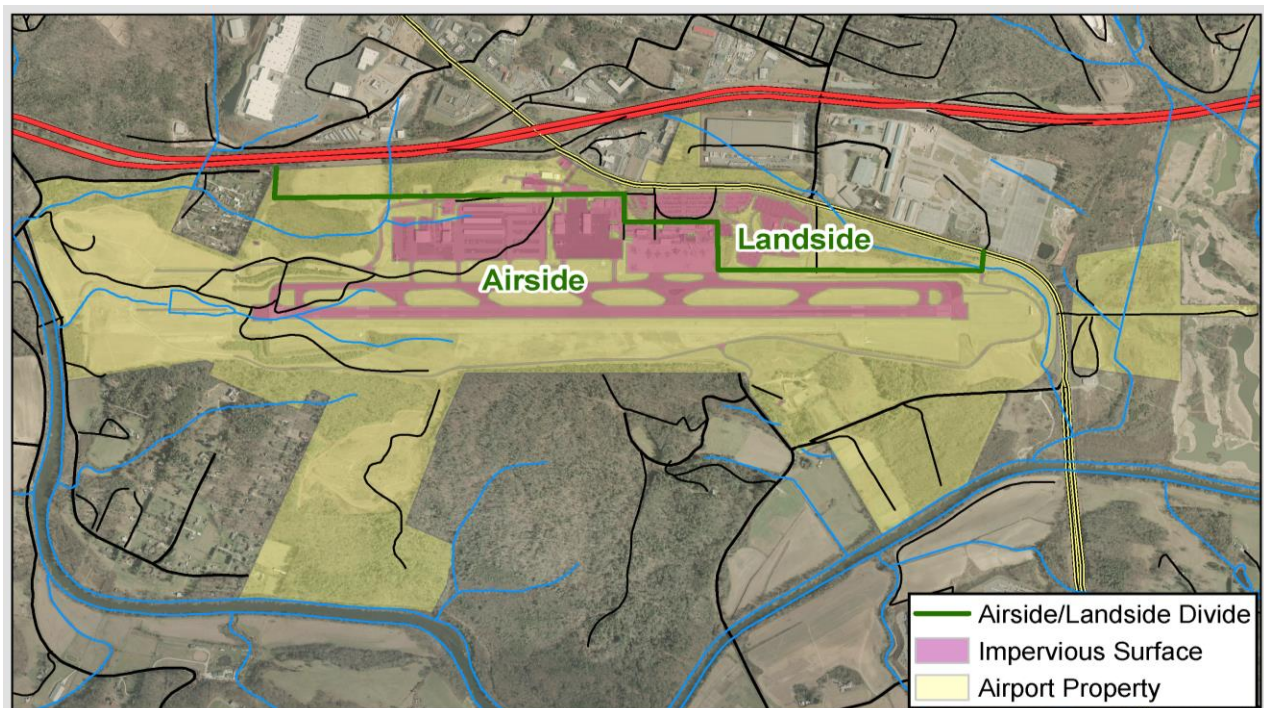 Landside
Airside
Airside/Landside Divide
Impervious Surface
Airport Property